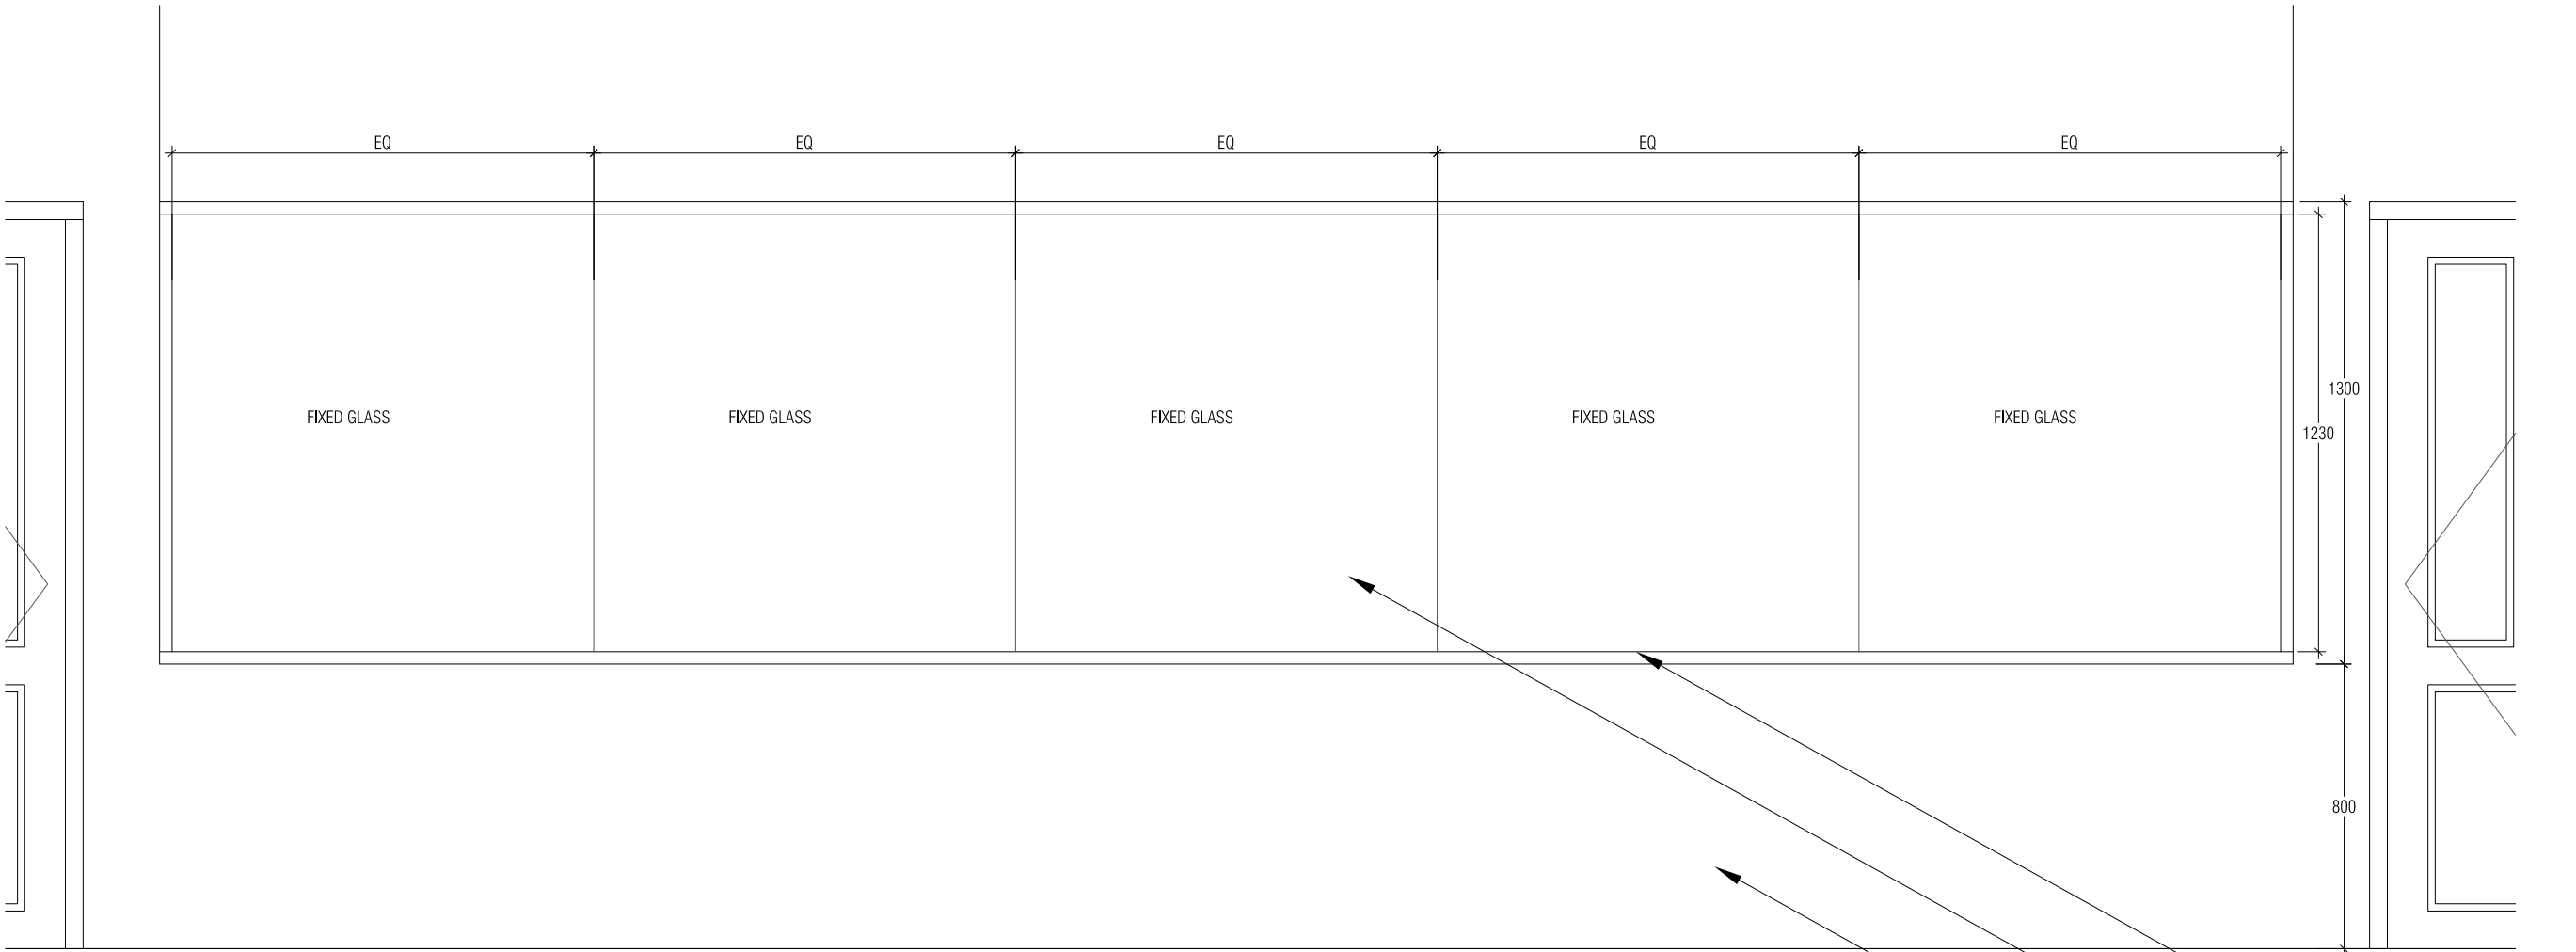 EQ EQ EQ EQ EQ
1300
FIXED GLASS FIXED GLASS FIXED GLASS FIXED GLASS FIXED GLASS
1230
800